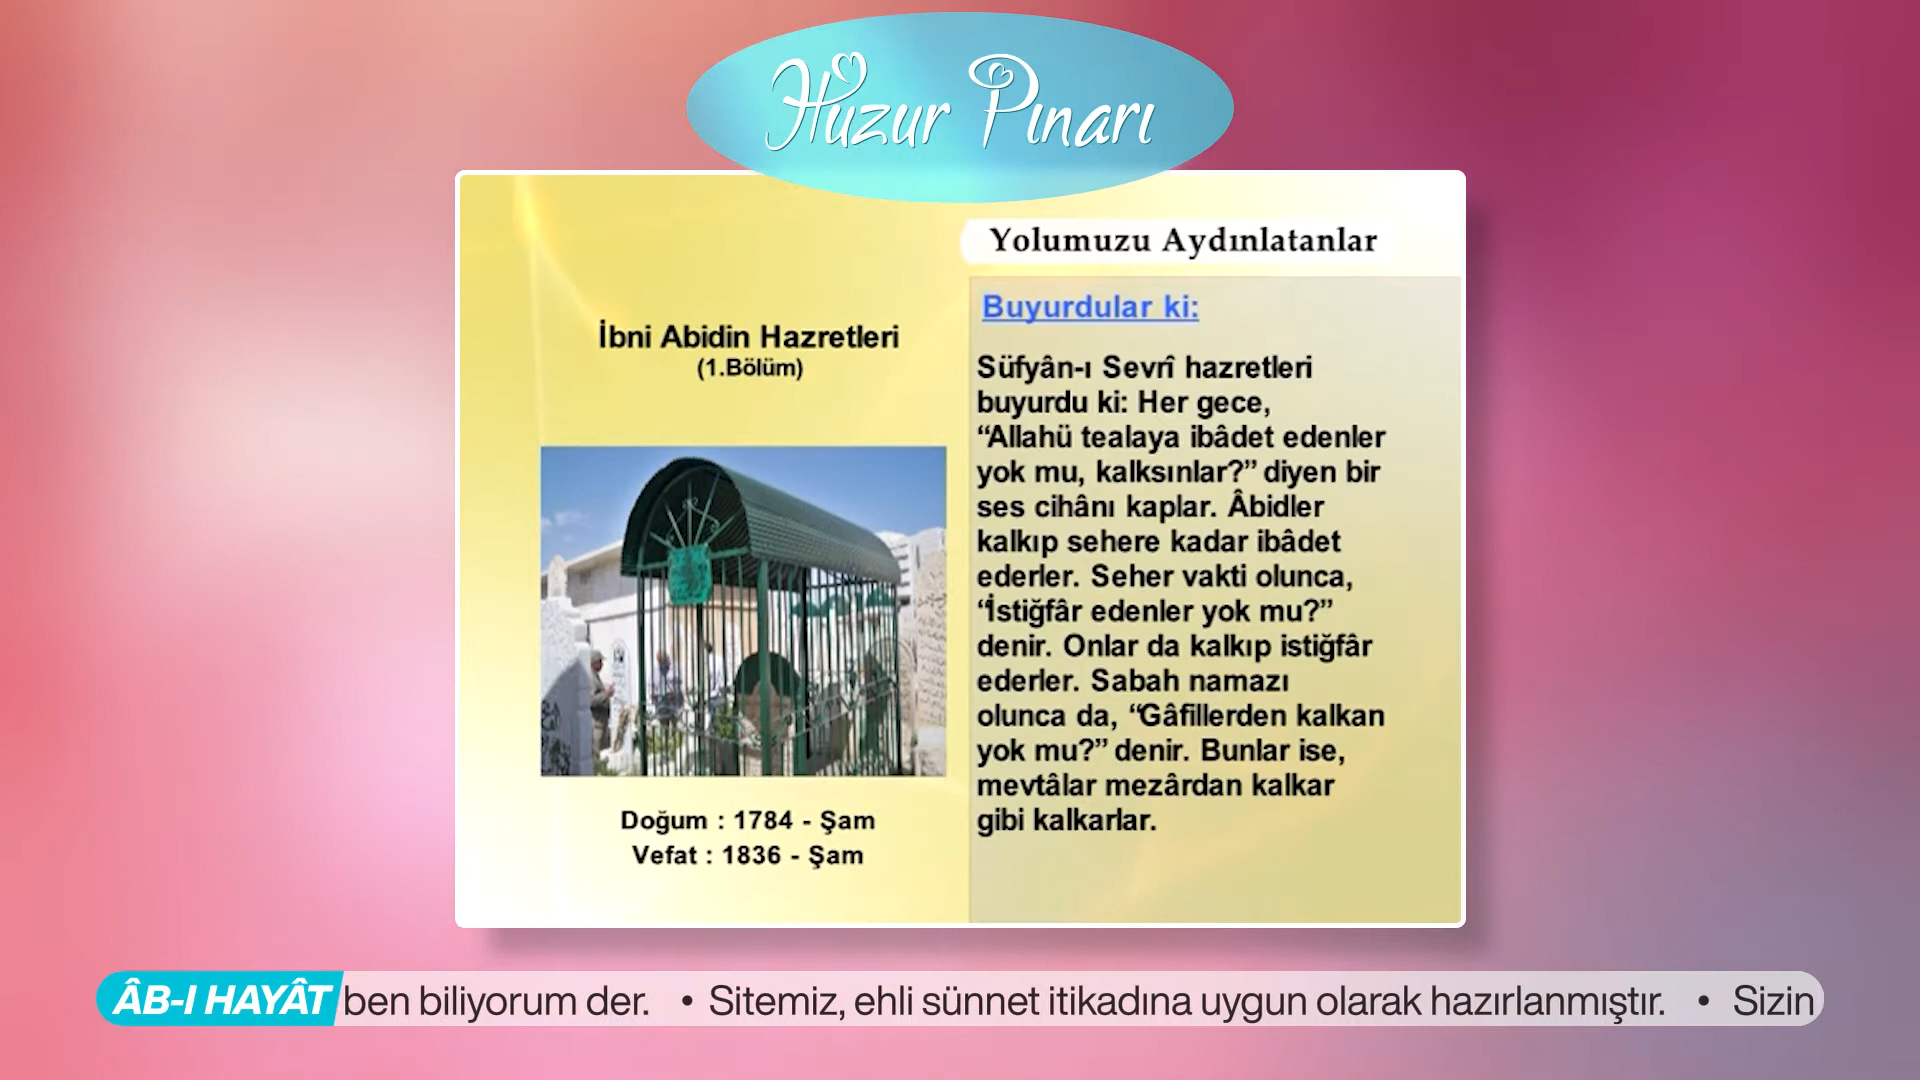 Huzur Pınarı
Yolumuzu Aydınlatanlar
İbni Abidin Hazretleri
(1.Bölüm)
Doğum : 1784 - Şam
Vefat : 1836 - Şam
Buyurdular ki:
Süfyân-ı Sevrî hazretleri
buyurdu ki: Her gece,
“Allahü tealaya ibâdet edenler
yok mu, kalksınlar?” diyen bir
ses cihânı kaplar. Âbidler
kalkıp sehere kadar ibâdet
ederler. Seher vakti olunca,
“İstiğfâr edenler yok mu?”
denir. Onlar da kalkıp istiğfâr
ederler. Sabah namazı
olunca da, “Gâfillerden kalkan
yok mu?” denir. Bunlar ise,
mevtâlar mezârdan kalkar
gibi kalkarlar.
ÂB-I HAYÂT ben biliyorum der. • Sitemiz, ehli sünnet itikadına uygun olarak hazırlanmıştır. • Sizin